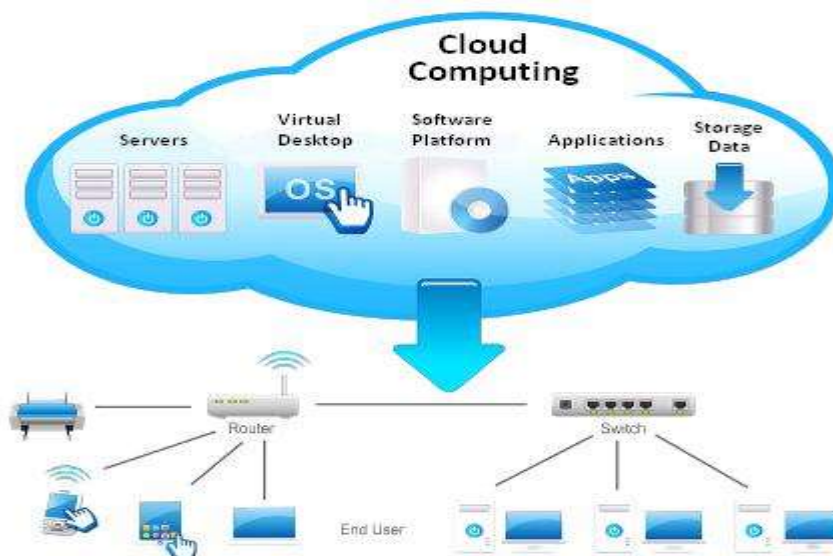 Cloud
Computing
Servers
Virtual
Desktop
Software
Platform
Applications
Storage
Data
OS
Apps
Router
Switch
End User